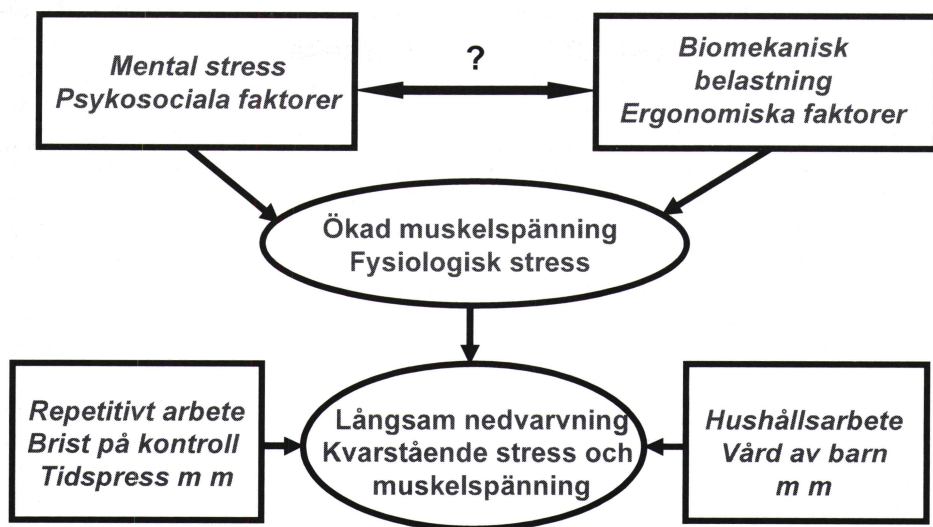 Mental stress
Psykosociala faktorer
?
Biomekanisk
belastning
Ergonomiska faktorer
Ökad muskelspänning
Fysiologisk stress
Repetitivt arbete
Brist på kontroll
Tidspress m m
Långsam nedvarvning
Kvarstående stress och
muskelspänning
Hushållsarbete
Vård av barn
m m